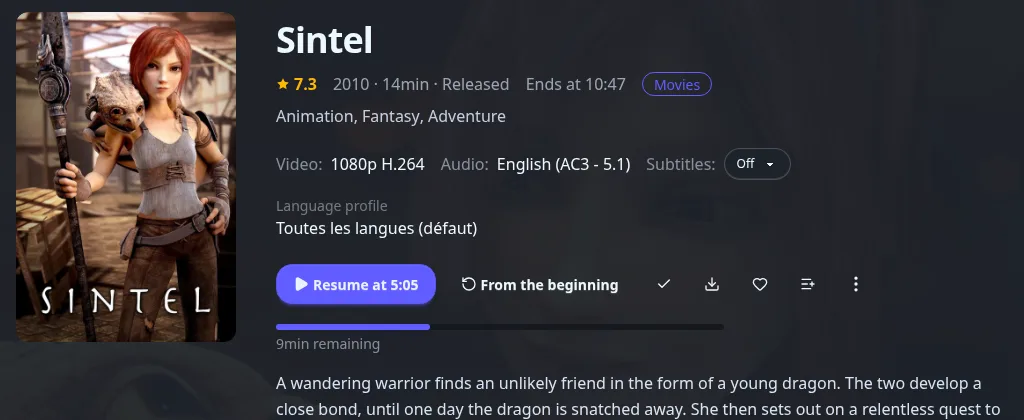 SINTEL
Sintel
7.3 2010 · 14min · Released Ends at 10:47 Movies
Animation, Fantasy, Adventure
Video: 1080p H.264 Audio: English (AC3 - 5.1) Subtitles: Off
Language profile
Toutes les langues (défaut)
Resume at 5:05 From the beginning
9min remaining
A wandering warrior finds an unlikely friend in the form of a young dragon. The two develop a
close bond, until one day the dragon is snatched away. She then sets out on a relentless quest to